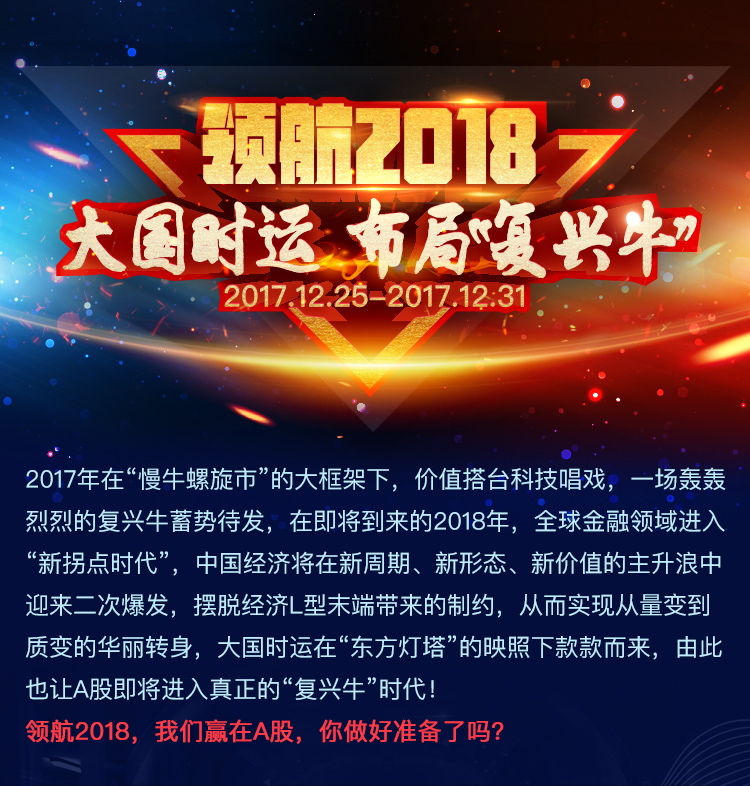 领航2018
大国时运 布局“复兴牛”
2017.12.25-2017.12.31
2017年在“慢牛螺旋市”的大框架下，价值搭台科技唱戏，一场轰轰
烈烈的复兴牛蓄势待发，在即将到来的2018年，全球金融领域进入
“新拐点时代”，中国经济将在新周期、新形态、新价值的主升浪中
迎来二次爆发，摆脱经济L型末端带来的制约，从而实现从量变到
质变的华丽转身，大国时运在“东方灯塔”的映照下款款而来，由此
也让A股即将进入真正的“复兴牛”时代！
领航2018，我们赢在A股，你做好准备了吗？